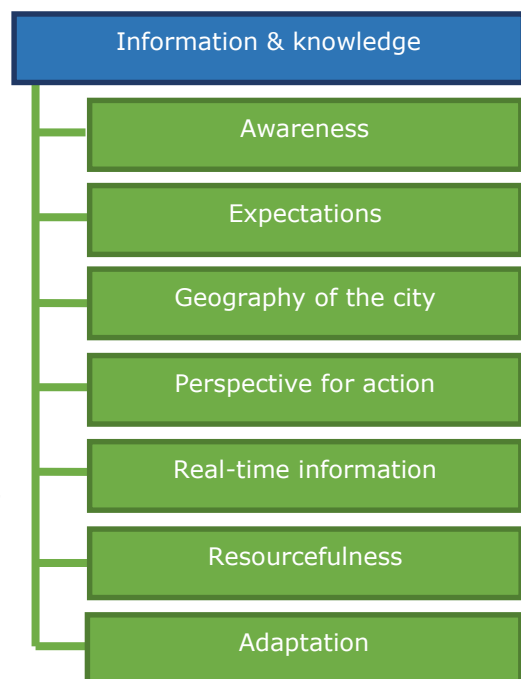 Information & knowledge
Awareness
Expectations
Geography of the city
Perspective for action
Real-time information
Resourcefulness
Adaptation